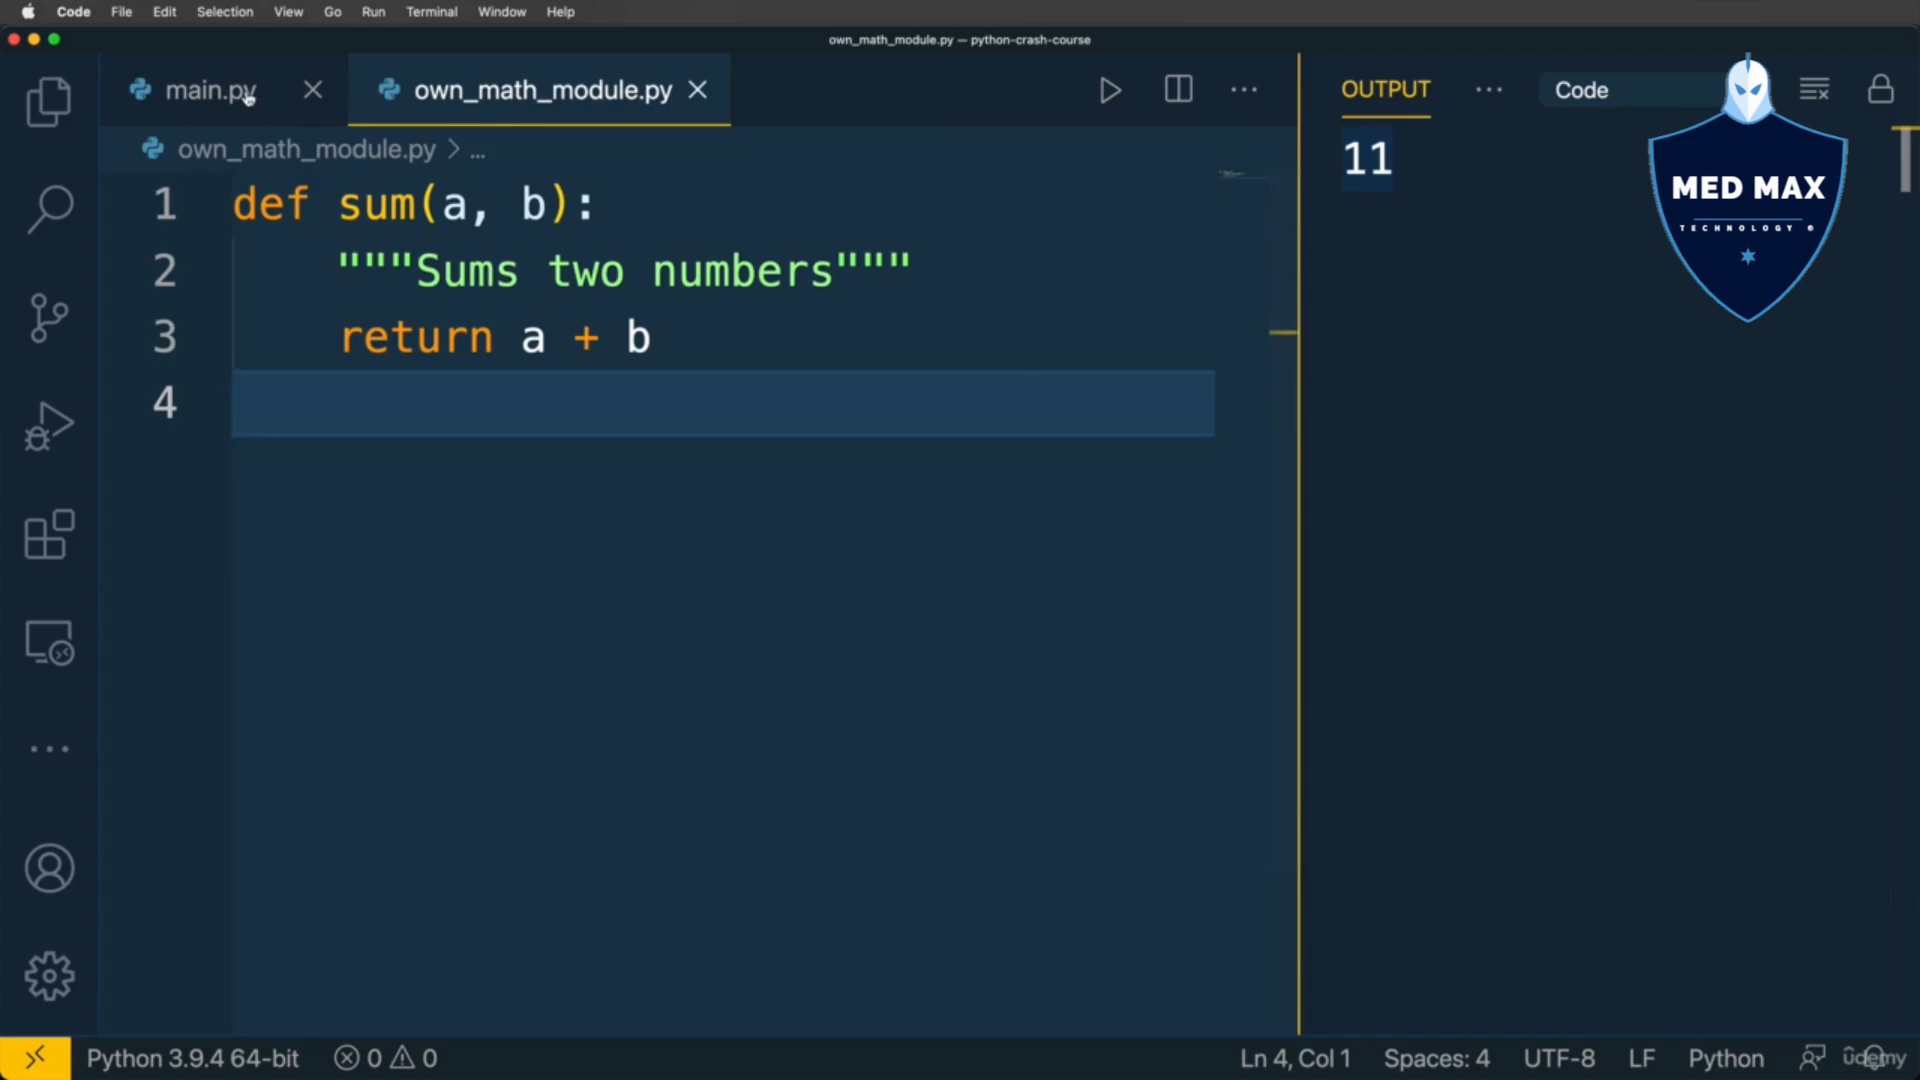 Code File Edit Selection View Go Run Terminal Window Help
own_math_module.py — python-crash-course
main.py own_math_module.py
OUTPUT Code
own_math_module.py > ...
11
MED MAX
TECHNOLOGY ®
1 def sum(a, b):
2 """Sums two numbers"""
3 return a + b
4
Python 3.9.4 64-bit 0 0 Ln 4, Col 1 Spaces: 4 UTF-8 LF Python ûdemy